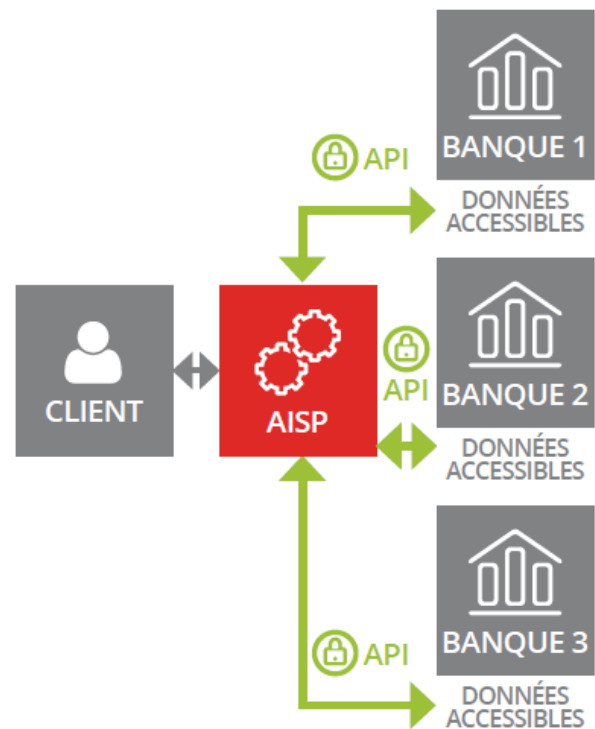 API
BANQUE 1
DONNÉES
ACCESSIBLES
CLIENT
AISP
API
BANQUE 2
DONNÉES
ACCESSIBLES
API
BANQUE 3
DONNÉES
ACCESSIBLES